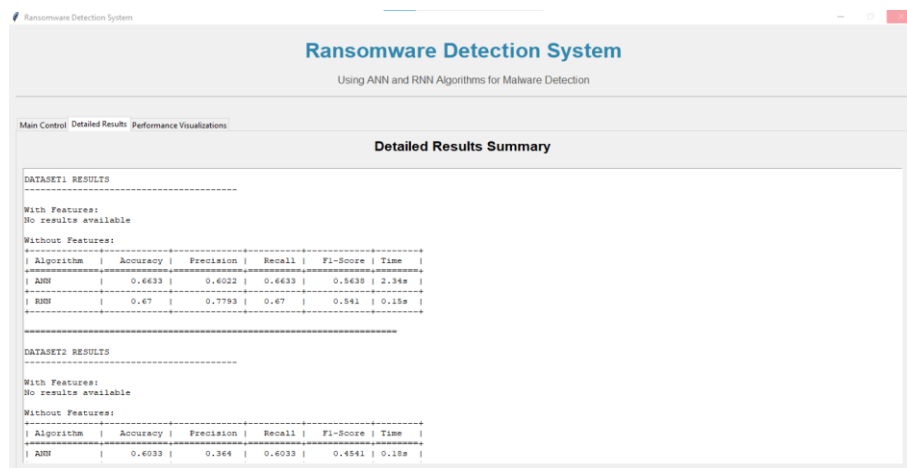 Ransomware Detection System
Ransomware Detection System
Using ANN and RNN Algorithms for Malware Detection
Main Control Detailed Results Performance Visualizations
Detailed Results Summary
DATASET1 RESULTS
----------------------------------------
With Features:
No results available
Without Features:
| Algorithm | Accuracy | Precision | Recall | F1-Score | Time |
| ANN | 0.6633 | 0.6022 | 0.6633 | 0.5638 | 2.34s |
| RNN | 0.67 | 0.7793 | 0.67 | 0.541 | 0.15s |
======================================================================
DATASET2 RESULTS
----------------------------------------
With Features:
No results available
Without Features:
| Algorithm | Accuracy | Precision | Recall | F1-Score | Time |
| ANN | 0.6033 | 0.364 | 0.6033 | 0.4541 | 0.18s |